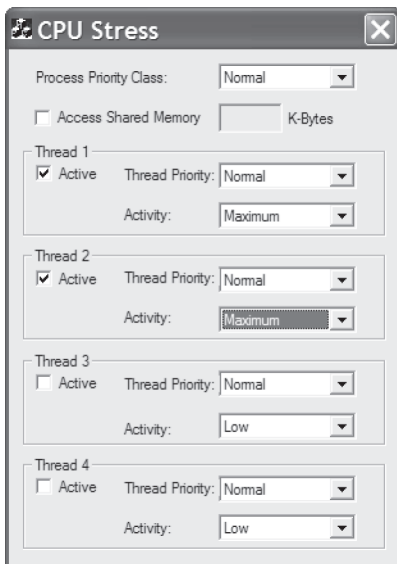 CPU Stress
Process Priority Class: Normal
Access Shared Memory K-Bytes
Thread 1
Active Thread Priority: Normal
Activity: Maximum
Thread 2
Active Thread Priority: Normal
Activity: Maximum
Thread 3
Active Thread Priority: Normal
Activity: Low
Thread 4
Active Thread Priority: Normal
Activity: Low